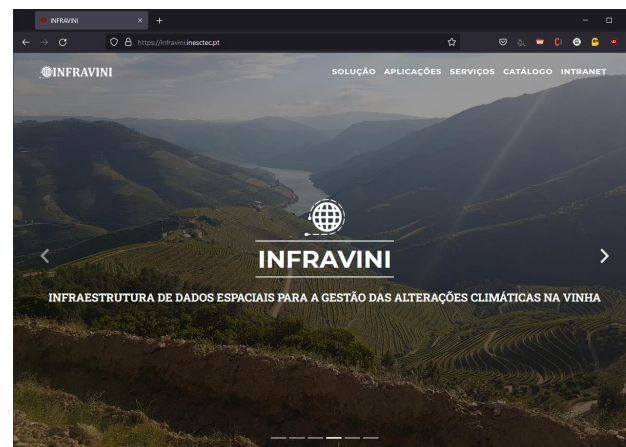 INFRAVINI
https://infravini.inesctec.pt
INFRAVINI
SOLUÇÃO APLICAÇÕES SERVIÇOS CATÁLOGO INTRANET
INFRAVINI
INFRAESTRUTURA DE DADOS ESPACIAIS PARA A GESTÃO DAS ALTERAÇÕES CLIMÁTICAS NA VINHA